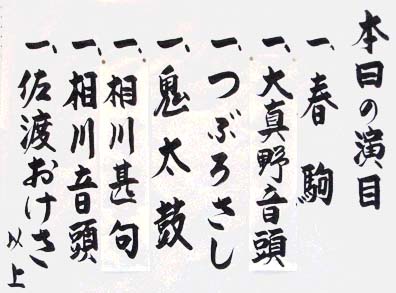 本日の演目
一、春駒
一、大真野音頭
一、つぶろさし
一、鬼太鼓
一、相川甚句
一、相川音頭
一、佐渡おけさ
以上